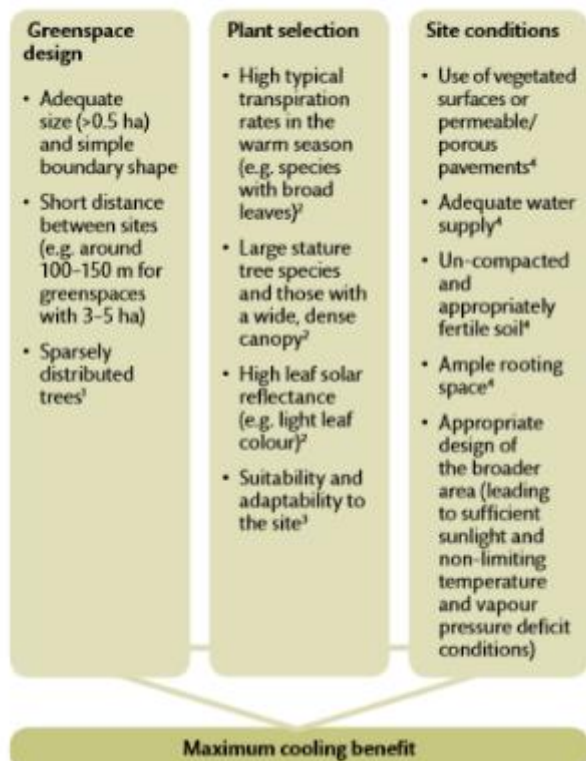 Greenspace
design
• Adequate
size (>0.5 ha)
and simple
boundary shape
• Short distance
between sites
(e.g. around
100–150 m for
greenspaces
with 3–5 ha)
• Sparsely
distributed
trees¹
Plant selection
• High typical
transpiration
rates in the
warm season
(e.g. species
with broad
leaves)²
• Large stature
tree species
and those with
a wide, dense
canopy²
• High leaf solar
reflectance
(e.g. light leaf
colour)²
• Suitability and
adaptability to
the site³
Site conditions
• Use of vegetated
surfaces or
permeable/
porous
pavements⁴
• Adequate water
supply⁴
• Un-compacted
and
appropriately
fertile soil⁴
• Ample rooting
space⁴
• Appropriate
design of
the broader
area (leading
to sufficient
sunlight and
non-limiting
temperature
and vapour
pressure deficit
conditions)
Maximum cooling benefit